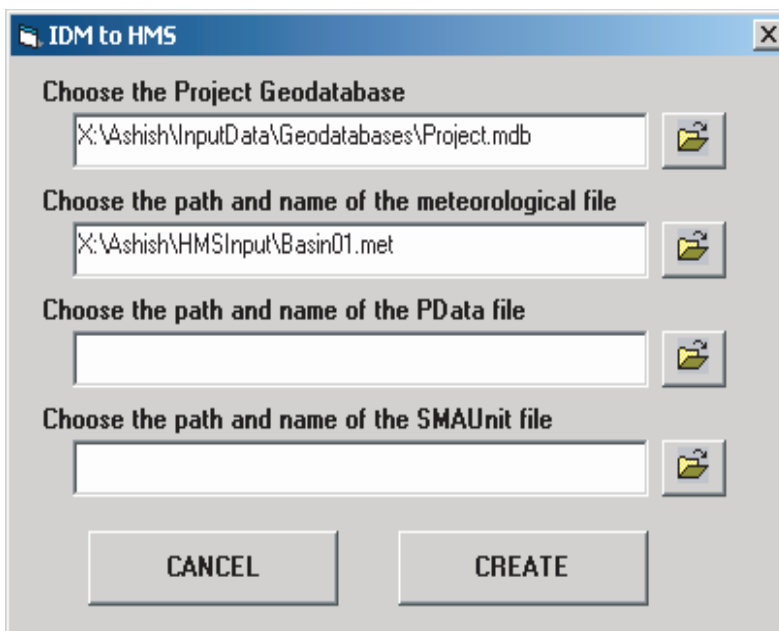 IDM to HMS
Choose the Project Geodatabase
X:\Ashish\InputData\Geodatabases\Project.mdb
Choose the path and name of the meteorological file
X:\Ashish\HMSInput\Basin01.met
Choose the path and name of the PData file
Choose the path and name of the SMAUnit file
CANCEL
CREATE